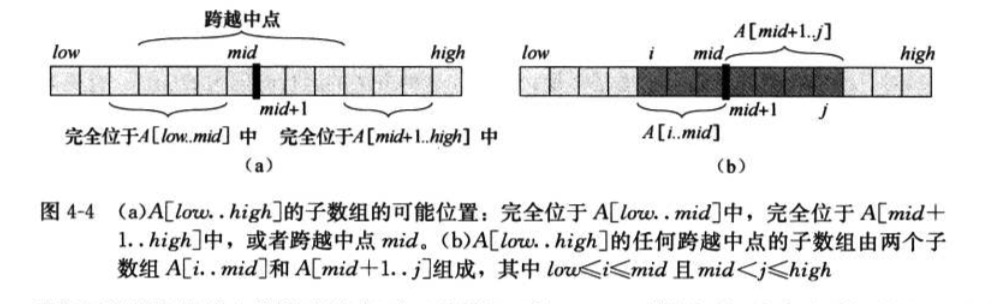 跨越中点
low mid high
mid+1
完全位于A[low..mid] 中 完全位于A[mid+1..high] 中
(a)
A[mid+1..j]
low i mid high
mid+1 j
A[i..mid]
(b)
图 4-4 (a)A[low..high]的子数组的可能位置：完全位于 A[low..mid]中，完全位于 A[mid+
1..high]中，或者跨越中点 mid。(b)A[low..high]的任何跨越中点的子数组由两个子
数组 A[i..mid]和 A[mid+1..j]组成，其中 low≤i≤mid 且 mid<j≤high